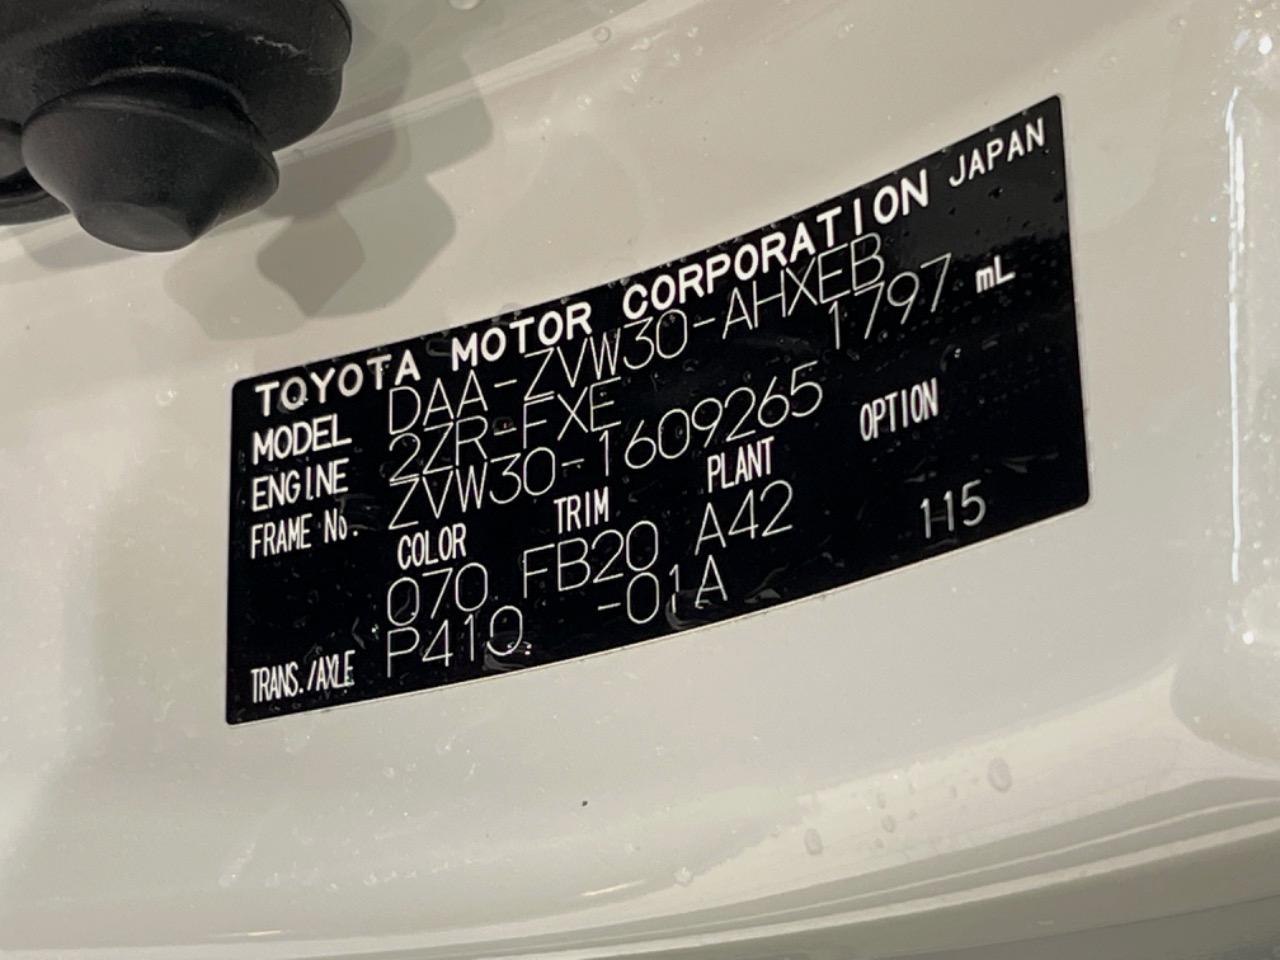 TOYOTA MOTOR CORPORATION JAPAN
MODEL DAA-ZVW30-AHXEB
ENGINE 2ZR-FXE 1797 mL
FRAME No. ZVW30-1609265
COLOR TRIM PLANT OPTION
070 FB20 A42 115
TRANS./AXLE P410 -01A